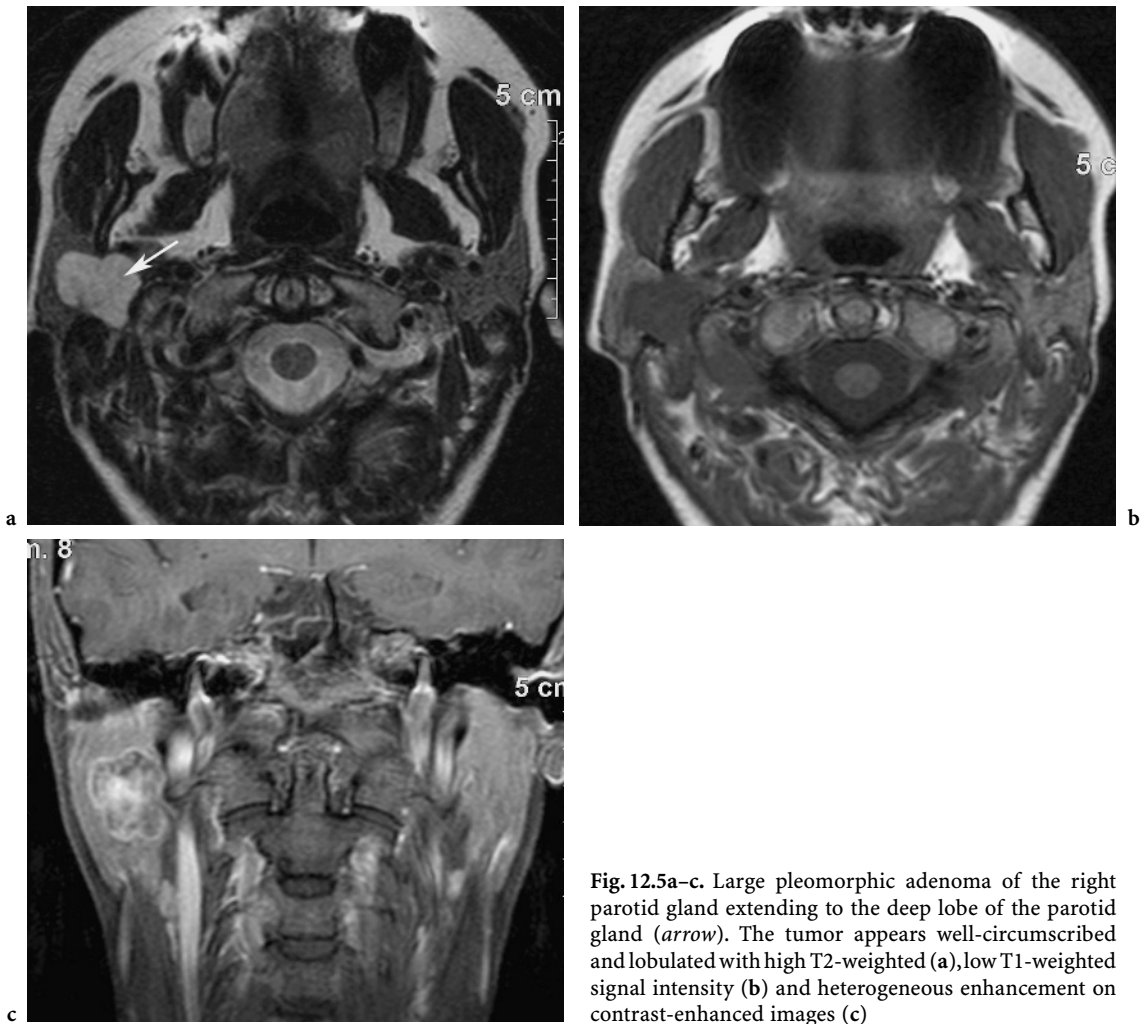 5 cm
2
a
5 c
b
m. 8
5 cm
c
Fig. 12.5a–c. Large pleomorphic adenoma of the right
parotid gland extending to the deep lobe of the parotid
gland (arrow). The tumor appears well-circumscribed
and lobulated with high T2-weighted (a), low T1-weighted
signal intensity (b) and heterogeneous enhancement on
contrast-enhanced images (c)